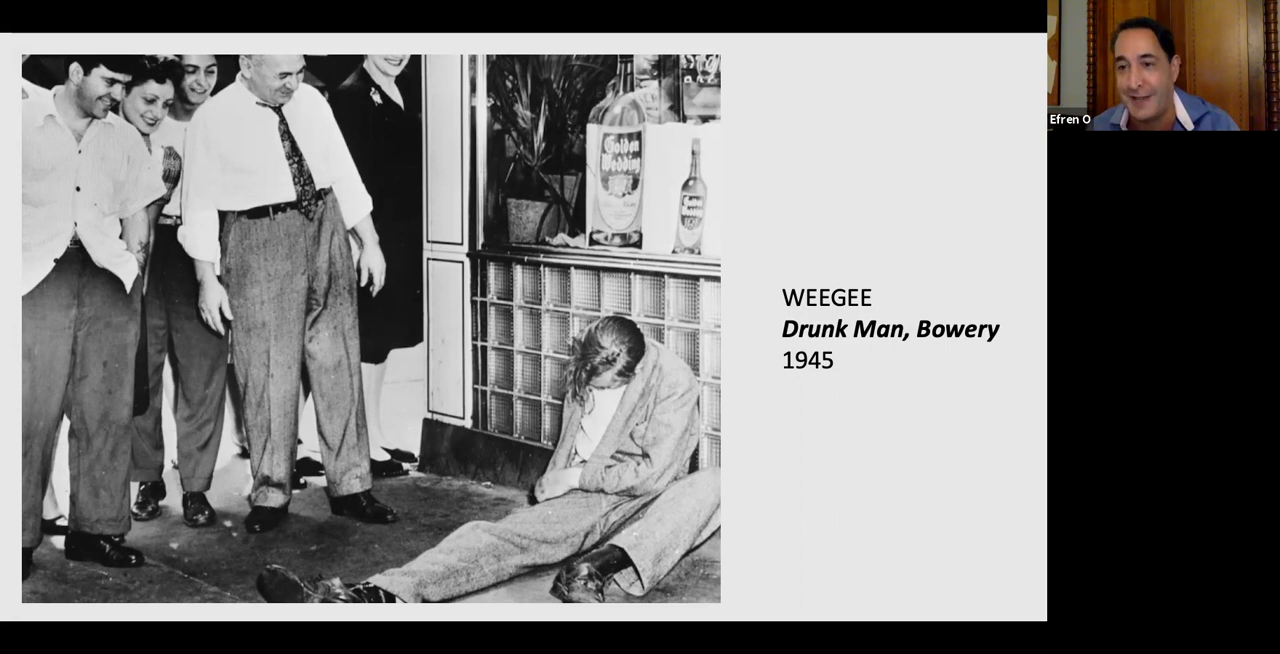 WEEGEE
Drunk Man, Bowery
1945
Efren O
Golden
Wedding